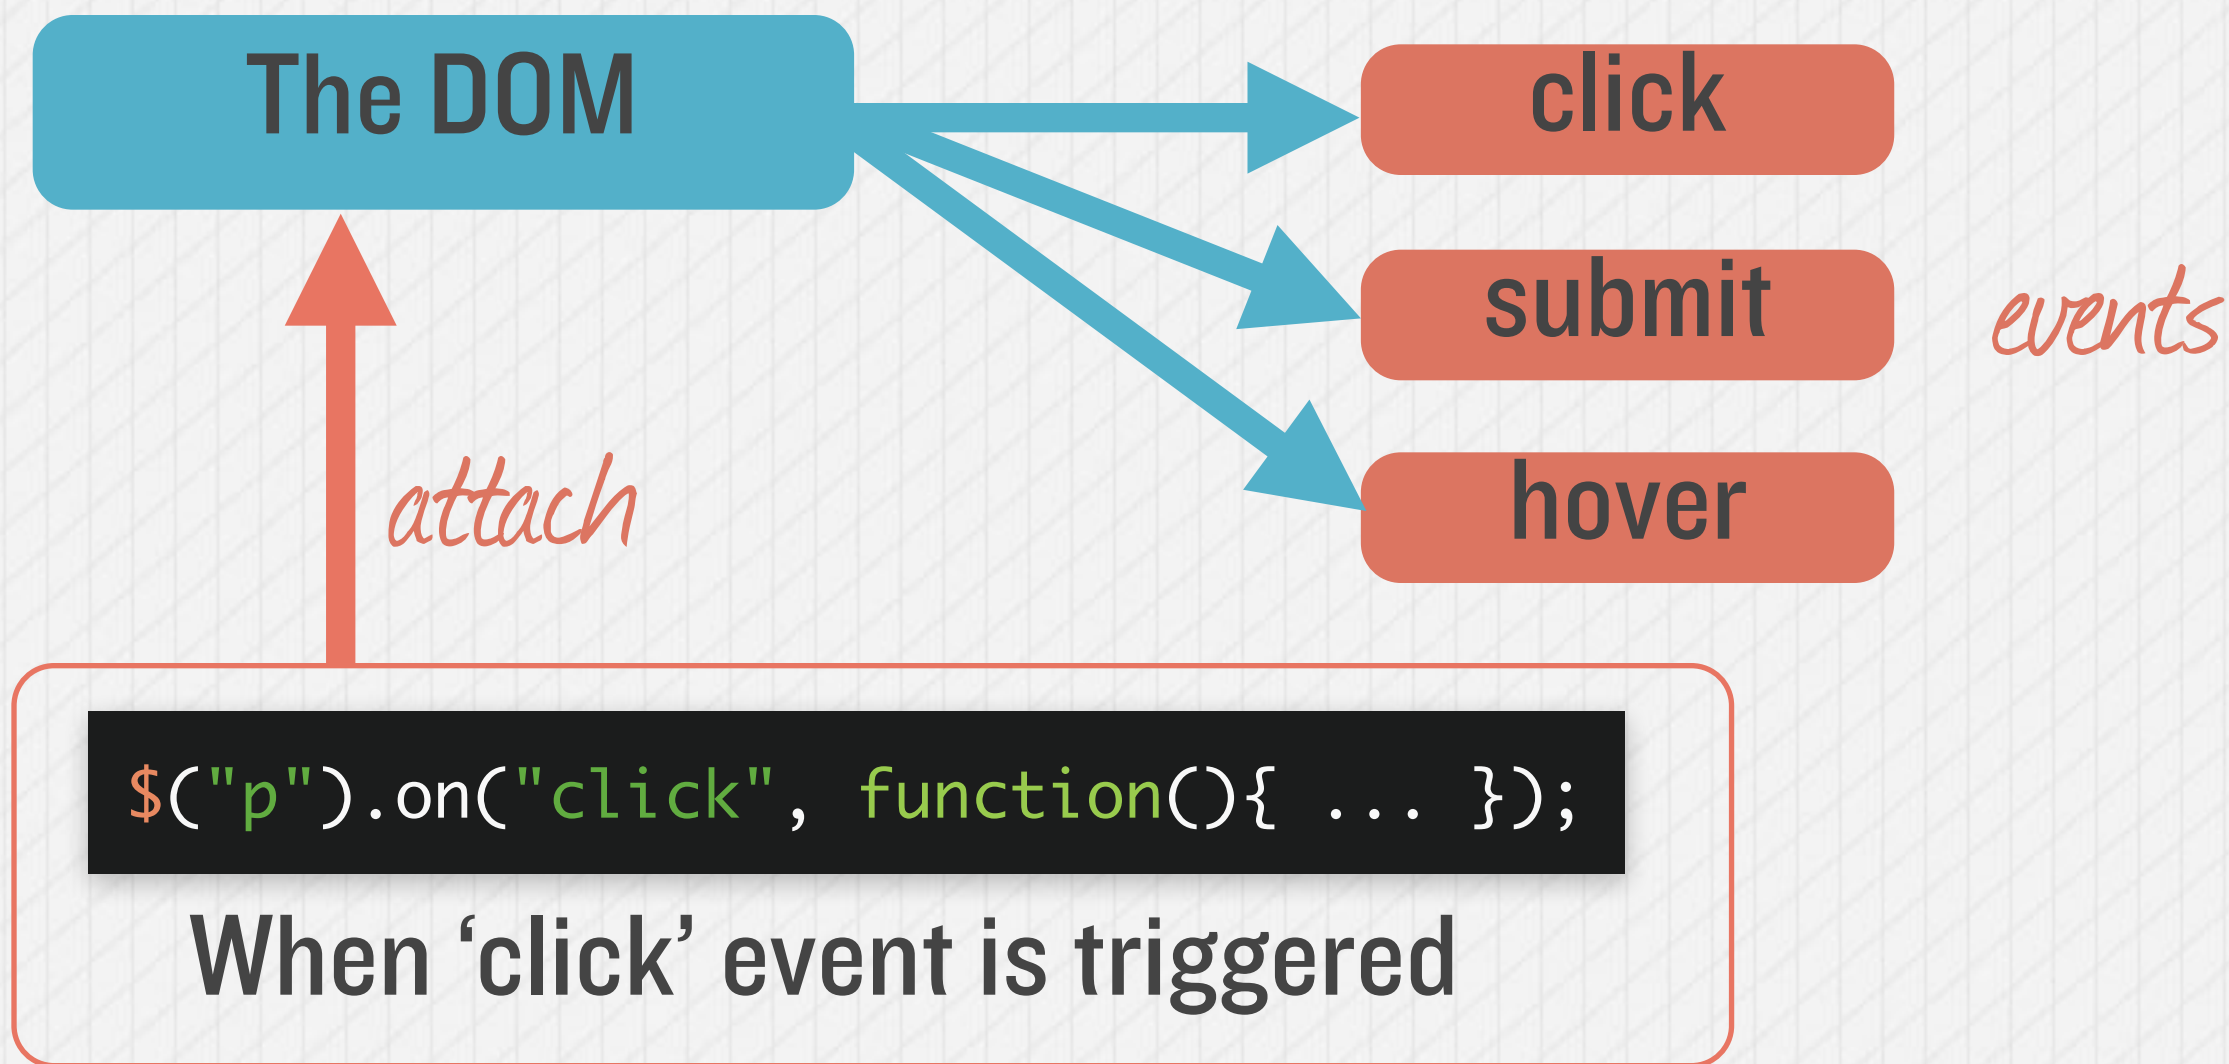 The DOM
click
submit
events
hover
attach
$("p").on("click", function(){ ... });
When ‘click’ event is triggered